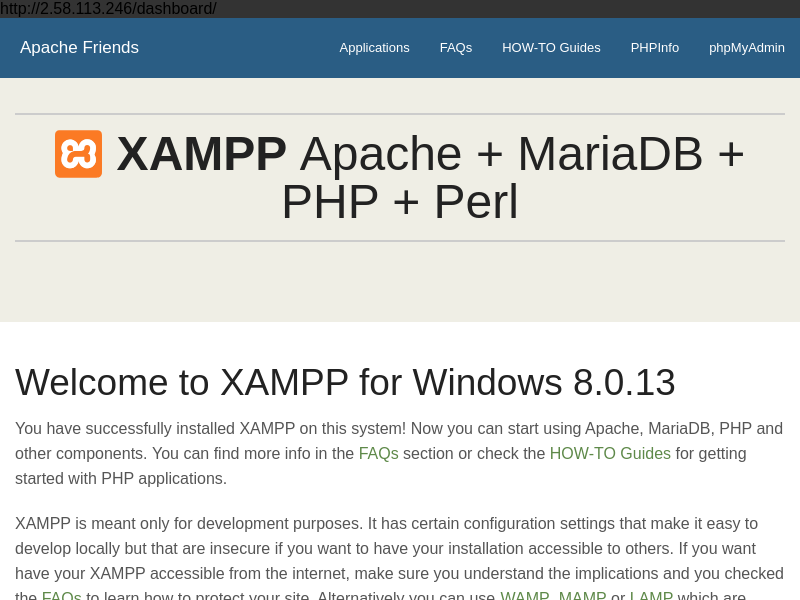 http://2.58.113.246/dashboard/
Apache Friends
Applications
FAQs
HOW-TO Guides
PHPInfo
phpMyAdmin
XAMPP Apache + MariaDB +
PHP + Perl
Welcome to XAMPP for Windows 8.0.13
You have successfully installed XAMPP on this system! Now you can start using Apache, MariaDB, PHP and
other components. You can find more info in the FAQs section or check the HOW-TO Guides for getting
started with PHP applications.
XAMPP is meant only for development purposes. It has certain configuration settings that make it easy to
develop locally but that are insecure if you want to have your installation accessible to others. If you want
have your XAMPP accessible from the internet, make sure you understand the implications and you checked
the FAQs to learn how to protect your site. Alternatively you can use WAMP, MAMP or LAMP which are